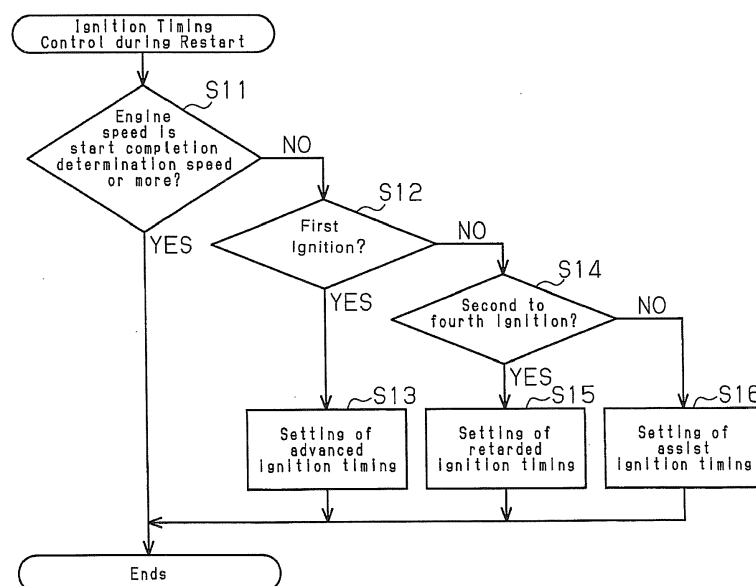 Ignition Timing
Control during Restart
S11
Engine
speed is
start completion
determination speed
or more?
NO
YES
S12
First
Ignition?
NO
YES
S14
Second to
fourth ignition?
NO
YES
S13
Setting of
advanced
ignition timing
S15
Setting of
retarded
ignition timing
S16
Setting of
assist
ignition timing
Ends